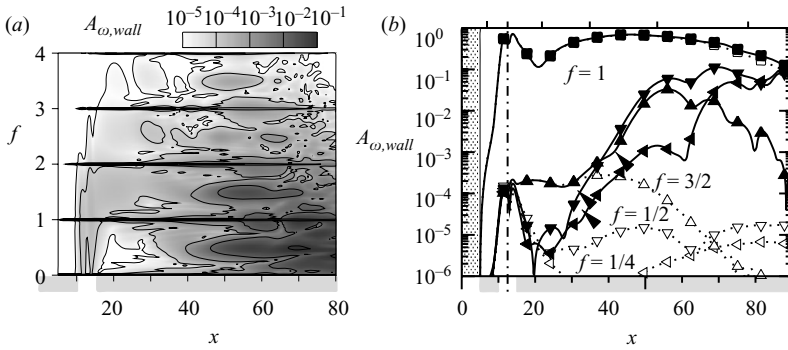 (a)
A_{ω,wall}
10^{−5} 10^{−4} 10^{−3} 10^{−2} 10^{−1}
4
3
f
2
1
0
20 40 60 80
x
(b)
10^0
10^{−1}
A_{ω,wall}
10^{−2}
10^{−3}
10^{−4}
10^{−5}
10^{−6}
f = 1
f = 3/2
f = 1/2
f = 1/4
0 20 40 60 80
x